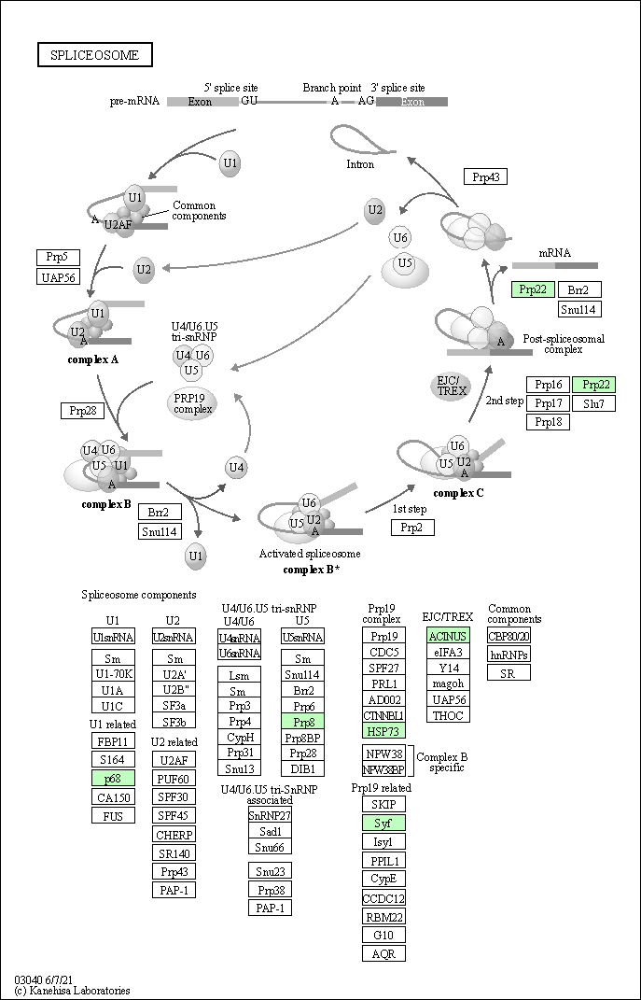 SPLICEOSOME
5' splice site
Branch point
3' splice site
pre-mRNA
Exon
GU
A
AG
Exon
U1
Intron
Prp43
U1
A
U2AF
Common
components
U2
U6
U5
mRNA
Prp5
UAP56
U2
Prp22
Brr2
Snu114
U1
U2
A
complex A
U4/U6.U5
tri-snRNP
U4
U6
U5
PRP19
complex
A
Post-spliceosomal
complex
EJC/
TREX
2nd step
Prp16
Prp22
Prp17
Slu7
Prp18
Prp28
U4
U6
U5
U1
U2
A
complex B
U4
U6
U5
U2
A
complex C
Brr2
Snu114
U1
U6
U5
U2
A
Activated spliceosome
complex B*
1st step
Prp2
Spliceosome components
U1
U1snRNA
Sm
U1-70K
U1A
U1C
U1 related
FBP11
S164
p68
CA150
FUS
U2
U2snRNA
Sm
U2A'
U2B"
SF3a
SF3b
U2 related
U2AF
PUF60
SPF30
SPF45
CHERP
SR140
Prp43
PAP-1
U4/U6.U5 tri-snRNP
U4/U6
U4snRNA
U6snRNA
Lsm
Sm
Prp3
Prp4
CypH
Prp31
Snu13
U5
U5snRNA
Sm
Snu114
Brr2
Prp6
Prp8
Prp8BP
Prp28
DIB1
U4/U6.U5 tri-SnRNP
associated
SnRNP27
Sad1
Snu66
Snu23
Prp38
PAP-1
Prp19
complex
Prp19
CDC5
SPF27
PRL1
AD002
CTNNBL1
HSP73
NPW38
NPW38BP
Complex B
specific
Prp19 related
SKIP
Syf
Isy1
PPIL1
CypE
CCDC12
RBM22
G10
AQR
EJC/TREX
ACINUS
eIFA3
Y14
magoh
UAP56
THOC
Common
components
CBP80/20
hnRNPs
SR
03040 6/7/21
(c) Kanehisa Laboratories